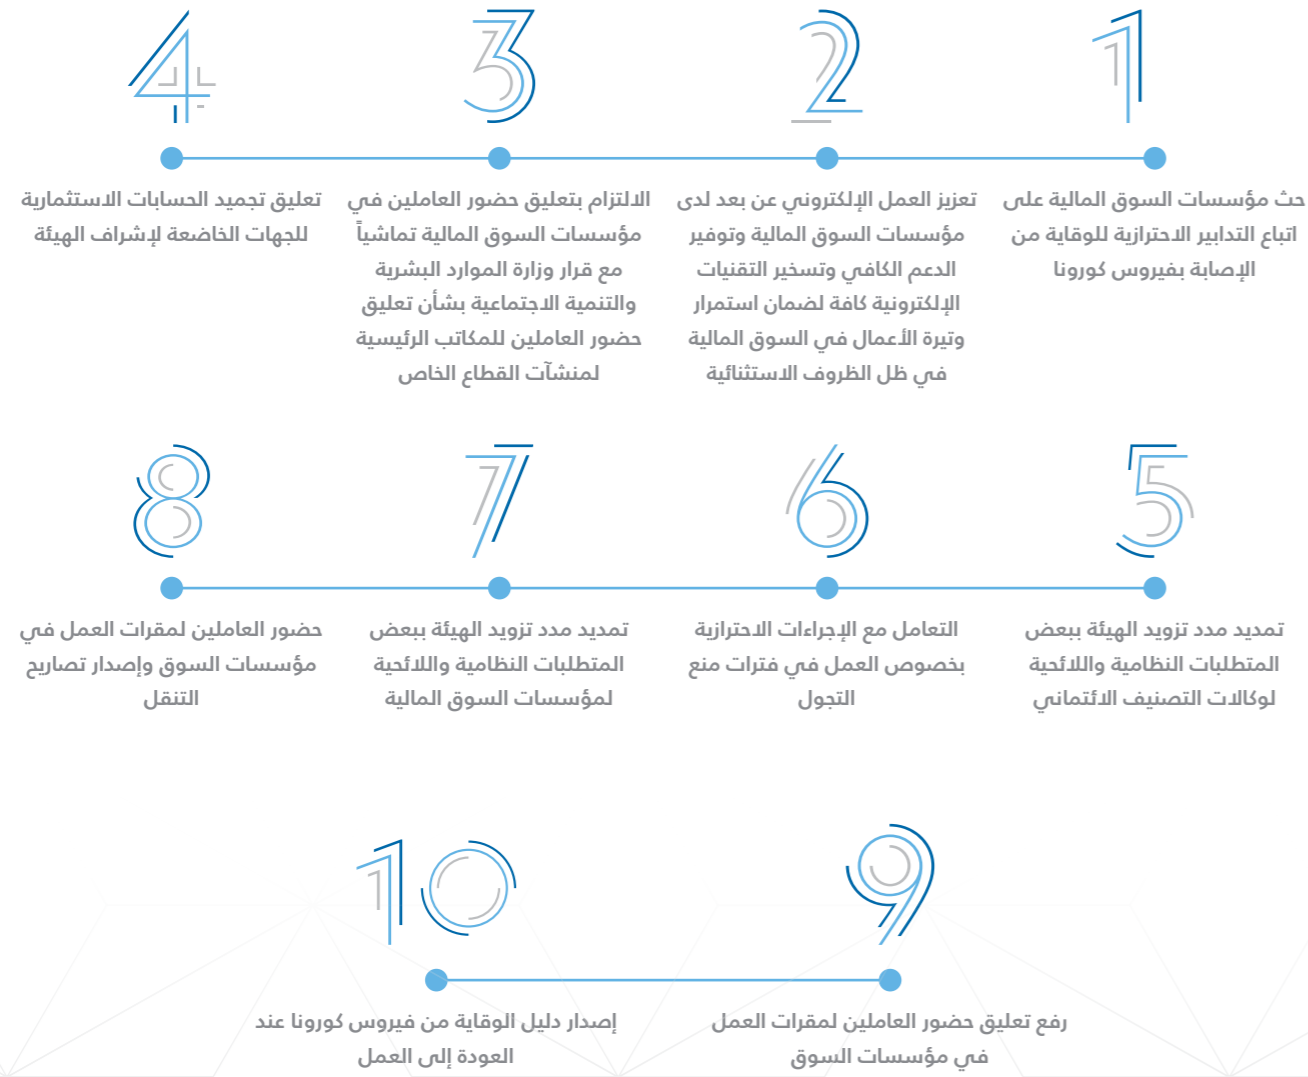 1
حث مؤسسات السوق المالية على
اتباع التدابير الاحترازية للوقاية من
الإصابة بفيروس كورونا
2
تعزيز العمل الإلكتروني عن بعد لدى
مؤسسات السوق المالية وتوفير
الدعم الكافي وتسخير التقنيات
الإلكترونية كافة لضمان استمرار
وتيرة الأعمال في السوق المالية
في ظل الظروف الاستثنائية
3
الالتزام بتعليق حضور العاملين في
مؤسسات السوق المالية تماشياً
مع قرار وزارة الموارد البشرية
والتنمية الاجتماعية بشأن تعليق
حضور العاملين للمكاتب الرئيسية
لمنشآت القطاع الخاص
4
تعليق تجميد الحسابات الاستثمارية
للجهات الخاضعة لإشراف الهيئة
5
تمديد مدد تزويد الهيئة ببعض
المتطلبات النظامية واللائحية
لوكالات التصنيف الائتماني
6
التعامل مع الإجراءات الاحترازية
بخصوص العمل في فترات منع
التجول
7
تمديد مدد تزويد الهيئة ببعض
المتطلبات النظامية واللائحية
لمؤسسات السوق المالية
8
حضور العاملين لمقرات العمل في
مؤسسات السوق وإصدار تصاريح
التنقل
9
رفع تعليق حضور العاملين لمقرات العمل
في مؤسسات السوق
10
إصدار دليل الوقاية من فيروس كورونا عند
العودة إلى العمل